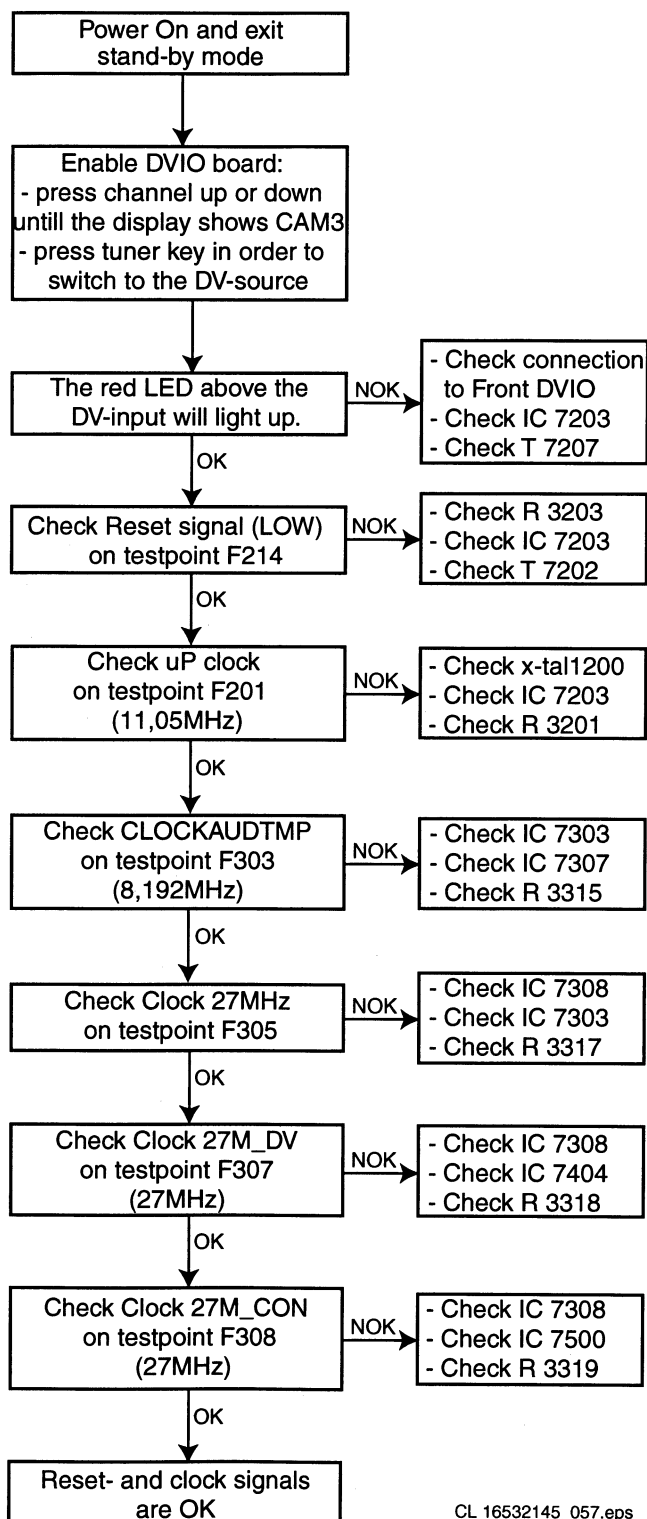 Power On and exit
stand-by mode
Enable DVIO board:
- press channel up or down
untill the display shows CAM3
- press tuner key in order to
switch to the DV-source
The red LED above the
DV-input will light up.
NOK
- Check connection
to Front DVIO
- Check IC 7203
- Check T 7207
OK
Check Reset signal (LOW)
on testpoint F214
NOK
- Check R 3203
- Check IC 7203
- Check T 7202
OK
Check uP clock
on testpoint F201
(11,05MHz)
NOK
- Check x-tal1200
- Check IC 7203
- Check R 3201
OK
Check CLOCKAUDTMP
on testpoint F303
(8,192MHz)
NOK
- Check IC 7303
- Check IC 7307
- Check R 3315
OK
Check Clock 27MHz
on testpoint F305
NOK
- Check IC 7308
- Check IC 7303
- Check R 3317
OK
Check Clock 27M_DV
on testpoint F307
(27MHz)
NOK
- Check IC 7308
- Check IC 7404
- Check R 3318
OK
Check Clock 27M_CON
on testpoint F308
(27MHz)
NOK
- Check IC 7308
- Check IC 7500
- Check R 3319
OK
Reset- and clock signals
are OK
CL 16532145_057.eps